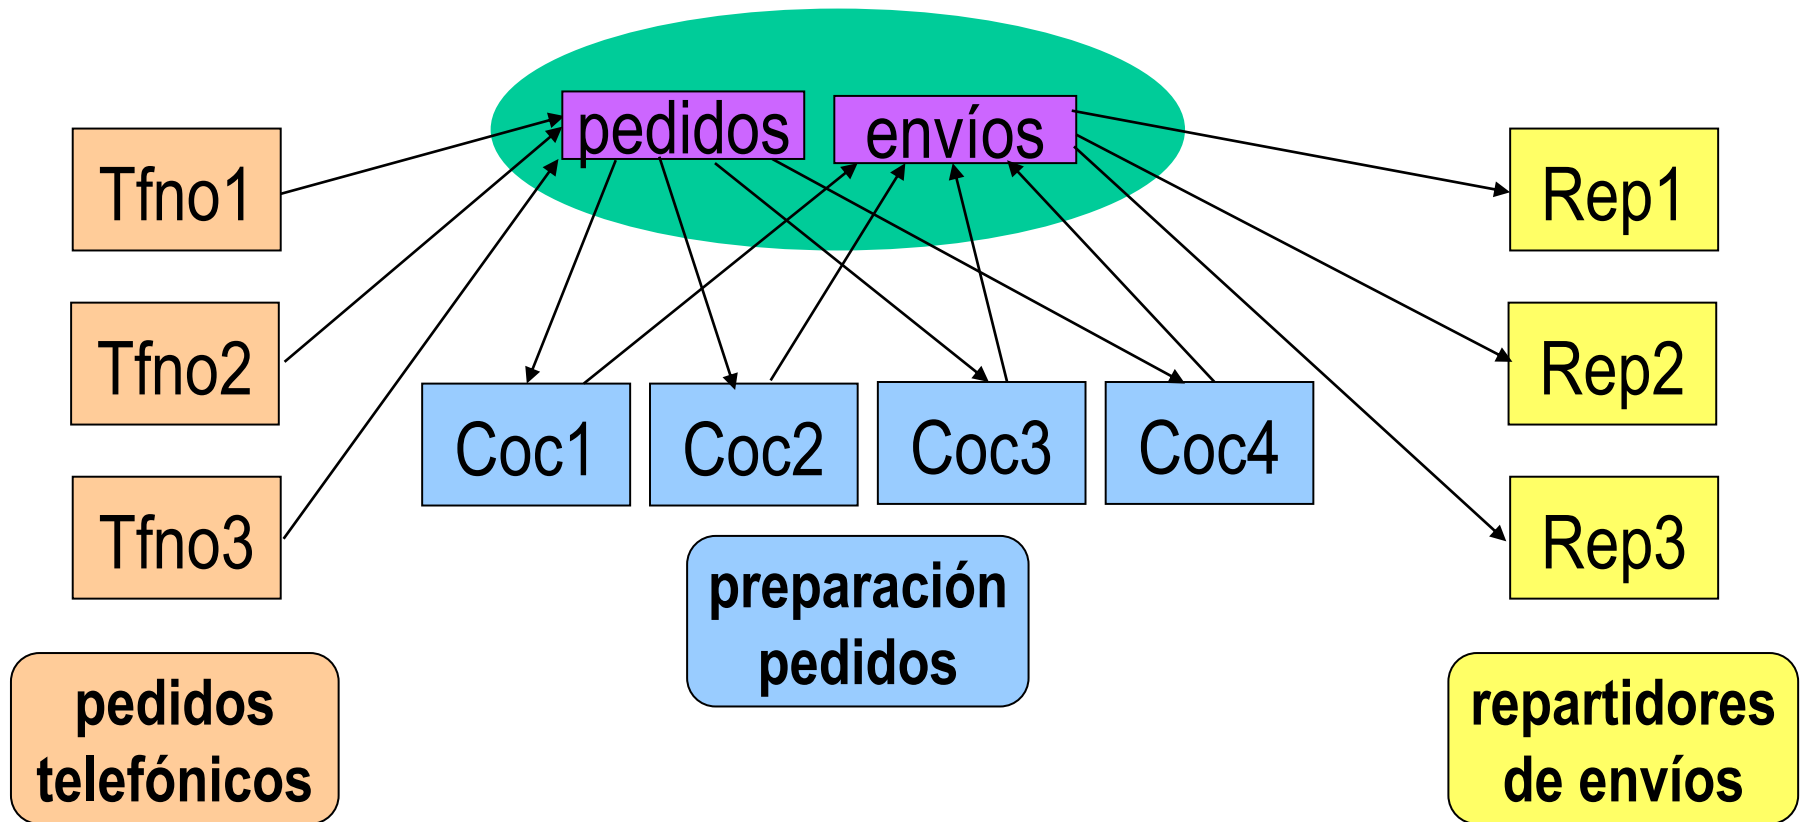 pedidos
envíos
Tfno1
Rep1
Tfno2
Rep2
Coc1
Coc2
Coc3
Coc4
Tfno3
Rep3
preparación
pedidos
pedidos
telefónicos
repartidores
de envíos